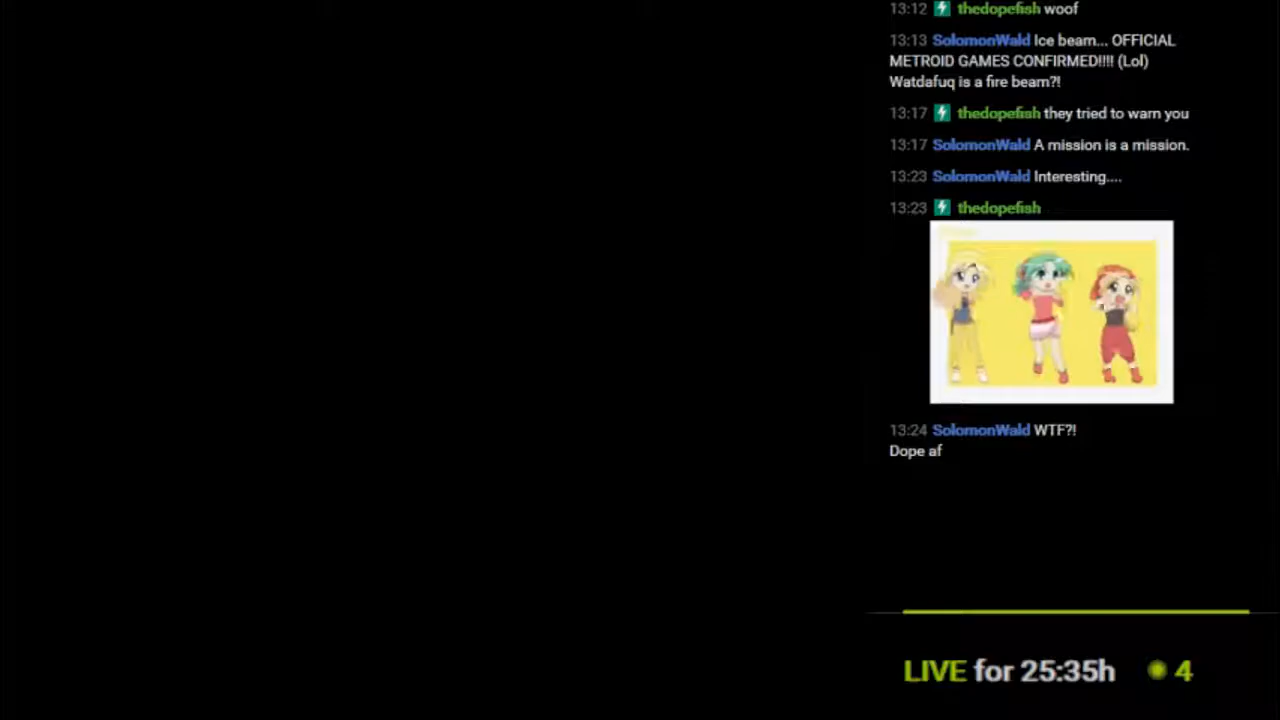 13:12 thedopefish woof
13:13 SolomonWald Ice beam... OFFICIAL
METROID GAMES CONFIRMED!!!! (Lol)
Watdafuq is a fire beam?!
13:17 thedopefish they tried to warn you
13:17 SolomonWald A mission is a mission.
13:23 SolomonWald Interesting....
13:23 thedopefish
13:24 SolomonWald WTF?!
Dope af
LIVE for 25:35h 4